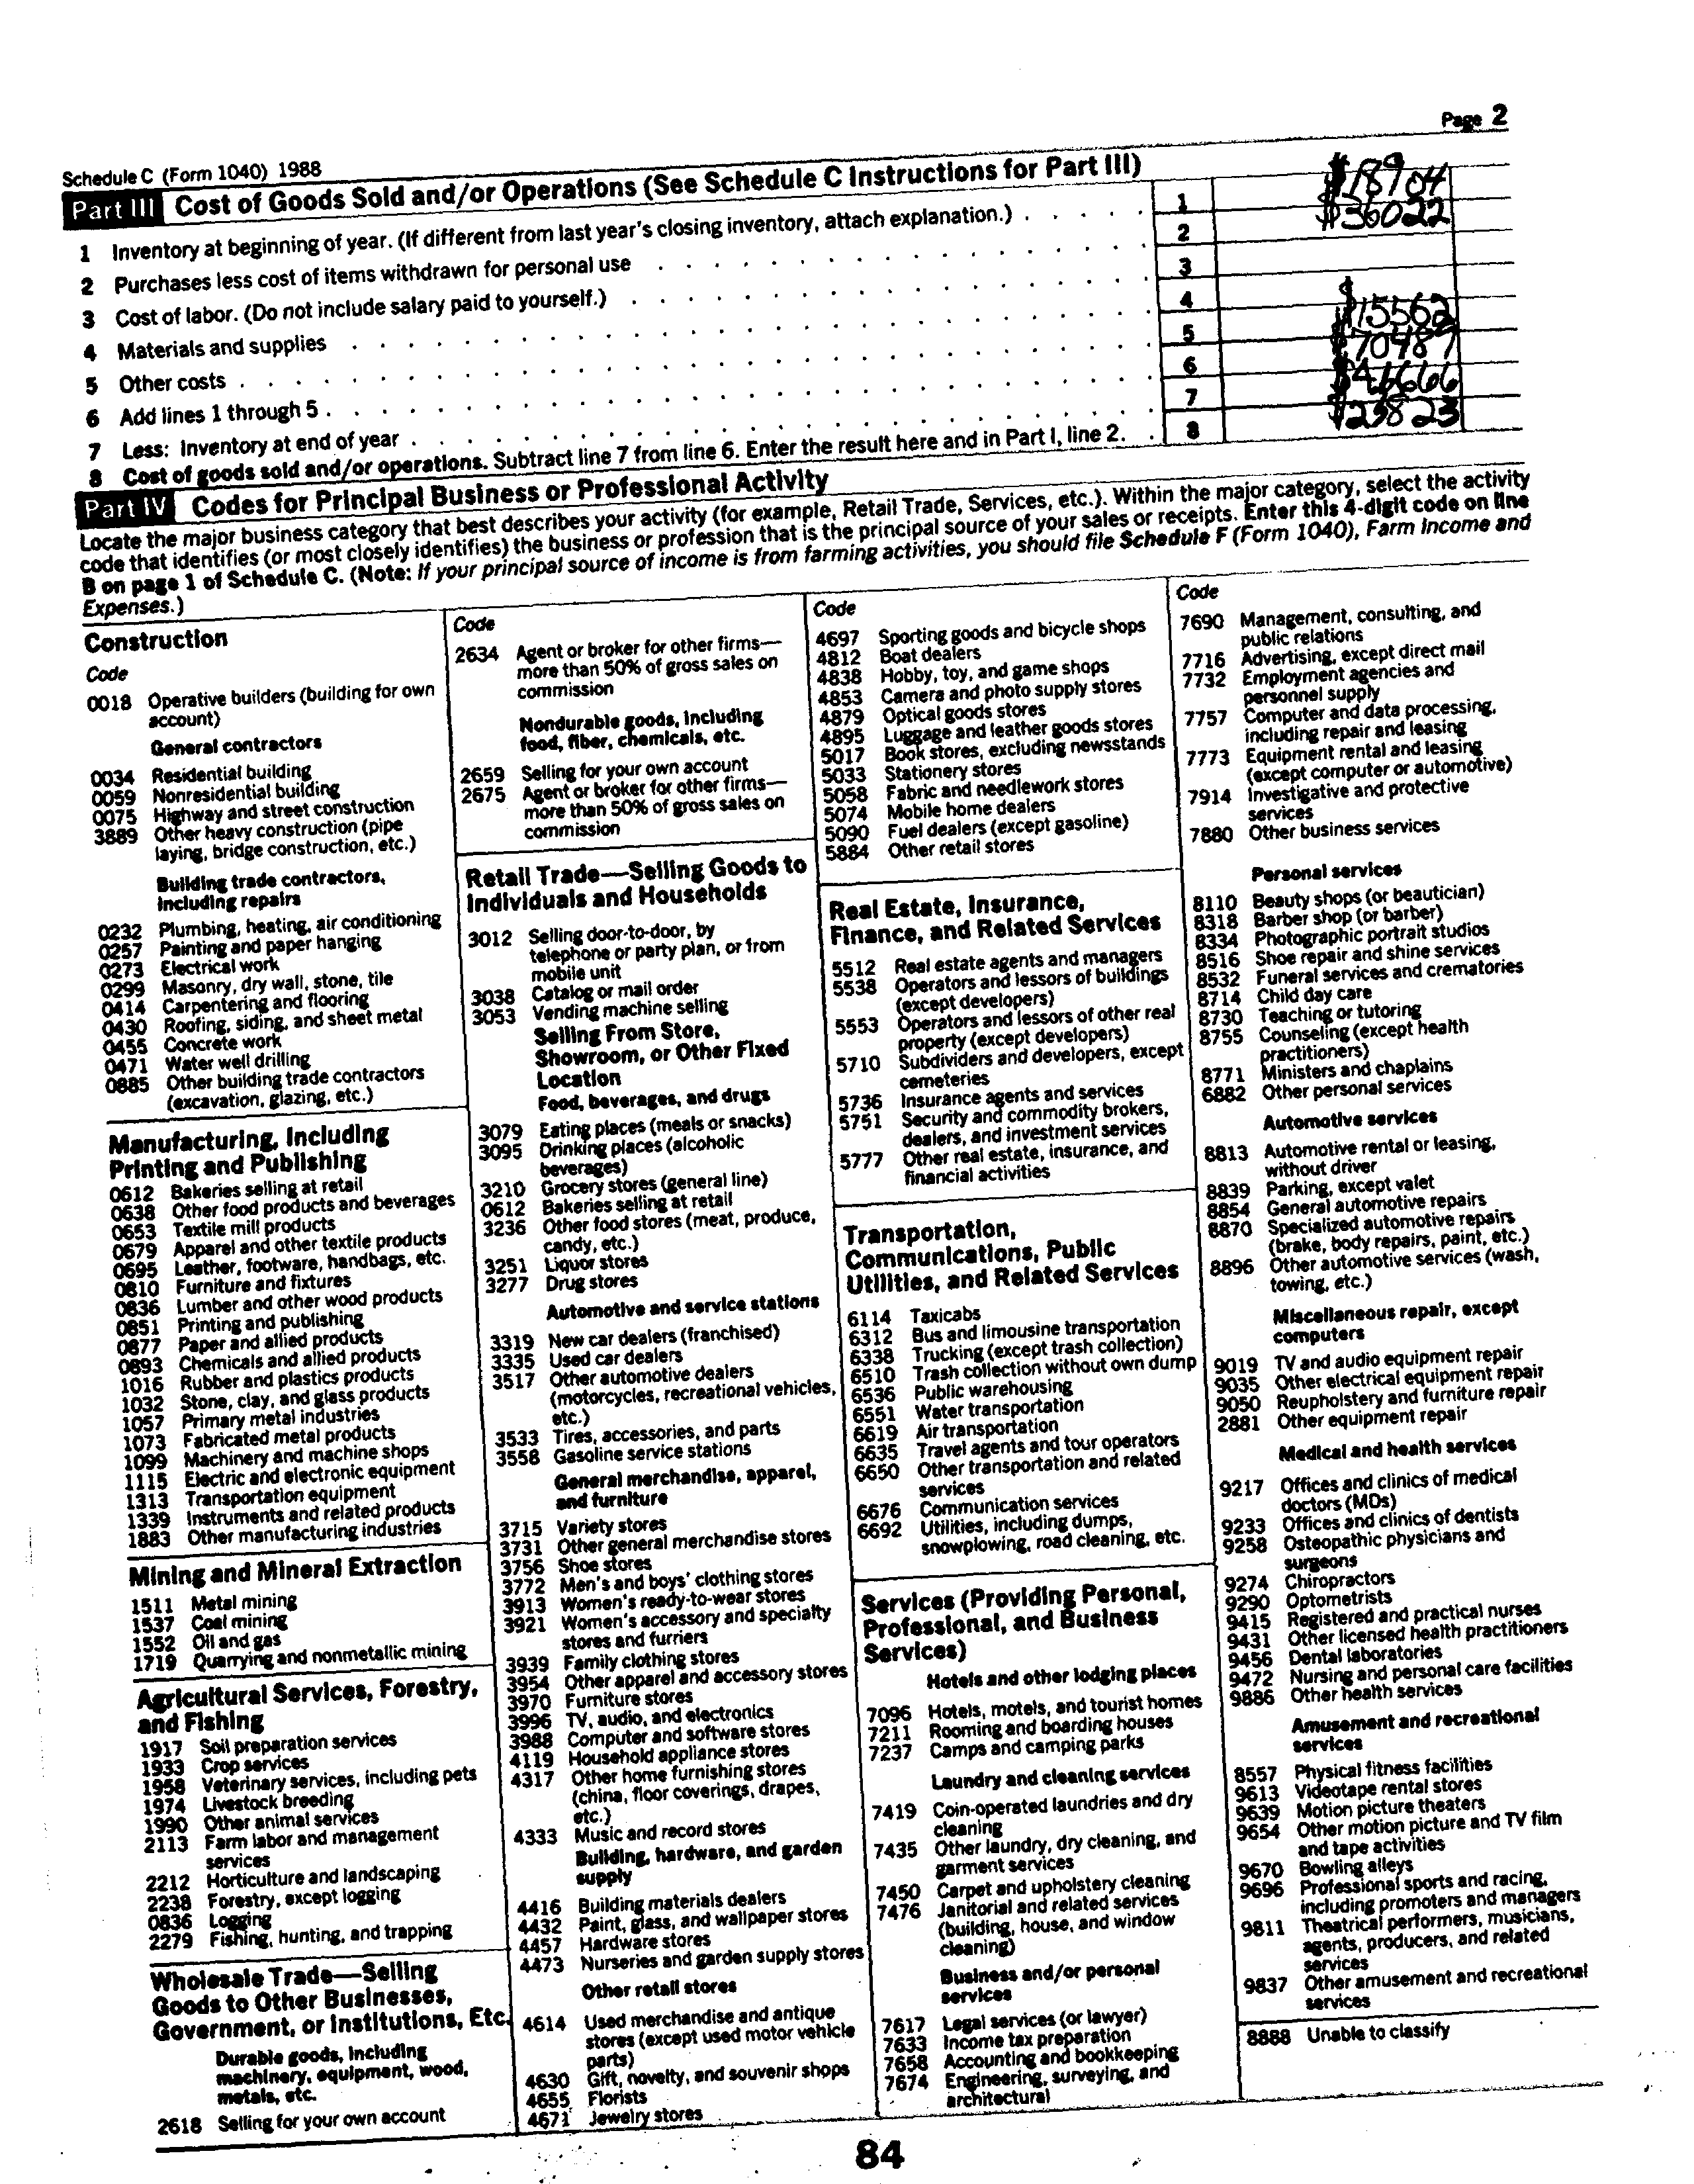 Page 2
Schedule C (Form 1040) 1988
Part III Cost of Goods Sold and/or Operations (See Schedule C Instructions for Part III)
1 Inventory at beginning of year. (If different from last year's closing inventory, attach explanation.) . . . . . 1 $18904
2 Purchases less cost of items withdrawn for personal use 2 $36022
3 Cost of labor. (Do not include salary paid to yourself.) 3
4 Materials and supplies 4
5 Other costs 5 $15562
6 Add lines 1 through 5 6 $70489
7 Less: Inventory at end of year 7 $46666
8 Cost of goods sold and/or operations. Subtract line 7 from line 6. Enter the result here and in Part I, line 2. 8 $23823
Part IV Codes for Principal Business or Professional Activity
Locate the major business category that best describes your activity (for example, Retail Trade, Services, etc.). Within the major category, select the activity
code that identifies (or most closely identifies) the business or profession that is the principal source of your sales or receipts. Enter this 4-digit code on line
B on page 1 of Schedule C. (Note: If your principal source of income is from farming activities, you should file Schedule F (Form 1040), Farm Income and
Expenses.)
Construction
Code
0018 Operative builders (building for own
account)
General contractors
0034 Residential building
0059 Nonresidential building
0075 Highway and street construction
3889 Other heavy construction (pipe
laying, bridge construction, etc.)
Building trade contractors,
including repairs
0232 Plumbing, heating, air conditioning
0257 Painting and paper hanging
0273 Electrical work
0299 Masonry, dry wall, stone, tile
0414 Carpentering and flooring
0430 Roofing, siding, and sheet metal
0455 Concrete work
0471 Water well drilling
0885 Other building trade contractors
(excavation, glazing, etc.)
Manufacturing, Including
Printing and Publishing
0612 Bakeries selling at retail
0638 Other food products and beverages
0653 Textile mill products
0679 Apparel and other textile products
0695 Leather, footware, handbags, etc.
0810 Furniture and fixtures
0836 Lumber and other wood products
0851 Printing and publishing
0877 Paper and allied products
0893 Chemicals and allied products
1016 Rubber and plastics products
1032 Stone, clay, and glass products
1057 Primary metal industries
1073 Fabricated metal products
1099 Machinery and machine shops
1115 Electric and electronic equipment
1313 Transportation equipment
1339 Instruments and related products
1883 Other manufacturing industries
Mining and Mineral Extraction
1511 Metal mining
1537 Coal mining
1552 Oil and gas
1719 Quarrying and nonmetallic mining
Agricultural Services, Forestry,
and Fishing
1917 Soil preparation services
1933 Crop services
1958 Veterinary services, including pets
1974 Livestock breeding
1990 Other animal services
2113 Farm labor and management
services
2212 Horticulture and landscaping
2238 Forestry, except logging
0836 Logging
2279 Fishing, hunting, and trapping
Wholesale Trade—Selling
Goods to Other Businesses,
Government, or Institutions, Etc.
Durable goods, including
machinery, equipment, wood,
metals, etc.
2618 Selling for your own account
Code
2634 Agent or broker for other firms—
more than 50% of gross sales on
commission
Nondurable goods, including
food, fiber, chemicals, etc.
2659 Selling for your own account
2675 Agent or broker for other firms—
more than 50% of gross sales on
commission
Retail Trade—Selling Goods to
Individuals and Households
3012 Selling door-to-door, by
telephone or party plan, or from
mobile unit
3038 Catalog or mail order
3053 Vending machine selling
Selling From Store,
Showroom, or Other Fixed
Location
Food, beverages, and drugs
3079 Eating places (meals or snacks)
3095 Drinking places (alcoholic
beverages)
3210 Grocery stores (general line)
0612 Bakeries selling at retail
3236 Other food stores (meat, produce,
candy, etc.)
3251 Liquor stores
3277 Drug stores
Automotive and service stations
3319 New car dealers (franchised)
3335 Used car dealers
3517 Other automotive dealers
(motorcycles, recreational vehicles,
etc.)
3533 Tires, accessories, and parts
3558 Gasoline service stations
General merchandise, apparel,
and furniture
3715 Variety stores
3731 Other general merchandise stores
3756 Shoe stores
3772 Men's and boys' clothing stores
3913 Women's ready-to-wear stores
3921 Women's accessory and specialty
stores and furriers
3939 Family clothing stores
3954 Other apparel and accessory stores
3970 Furniture stores
3996 TV, audio, and electronics
3988 Computer and software stores
4119 Household appliance stores
4317 Other home furnishing stores
(china, floor coverings, drapes,
etc.)
4333 Music and record stores
Building, hardware, and garden
supply
4416 Building materials dealers
4432 Paint, glass, and wallpaper stores
4457 Hardware stores
4473 Nurseries and garden supply stores
Other retail stores
4614 Used merchandise and antique
stores (except used motor vehicle
parts)
4630 Gift, novelty, and souvenir shops
4655 Florists
4671 Jewelry stores
Code
4697 Sporting goods and bicycle shops
4812 Boat dealers
4838 Hobby, toy, and game shops
4853 Camera and photo supply stores
4879 Optical goods stores
4895 Luggage and leather goods stores
5017 Book stores, excluding newsstands
5033 Stationery stores
5058 Fabric and needlework stores
5074 Mobile home dealers
5090 Fuel dealers (except gasoline)
5884 Other retail stores
Real Estate, Insurance,
Finance, and Related Services
5512 Real estate agents and managers
5538 Operators and lessors of buildings
(except developers)
5553 Operators and lessors of other real
property (except developers)
5710 Subdividers and developers, except
cemeteries
5736 Insurance agents and services
5751 Security and commodity brokers,
dealers, and investment services
5777 Other real estate, insurance, and
financial activities
Transportation,
Communications, Public
Utilities, and Related Services
6114 Taxicabs
6312 Bus and limousine transportation
6338 Trucking (except trash collection)
6510 Trash collection without own dump
6536 Public warehousing
6551 Water transportation
6619 Air transportation
6635 Travel agents and tour operators
6650 Other transportation and related
services
6676 Communication services
6692 Utilities, including dumps,
snowplowing, road cleaning, etc.
Services (Providing Personal,
Professional, and Business
Services)
Hotels and other lodging places
7096 Hotels, motels, and tourist homes
7211 Rooming and boarding houses
7237 Camps and camping parks
Laundry and cleaning services
7419 Coin-operated laundries and dry
cleaning
7435 Other laundry, dry cleaning, and
garment services
7450 Carpet and upholstery cleaning
7476 Janitorial and related services
(building, house, and window
cleaning)
Business and/or personal
services
7617 Legal services (or lawyer)
7633 Income tax preparation
7658 Accounting and bookkeeping
7674 Engineering, surveying, and
architectural
Code
7690 Management, consulting, and
public relations
7716 Advertising, except direct mail
7732 Employment agencies and
personnel supply
7757 Computer and data processing,
including repair and leasing
7773 Equipment rental and leasing
(except computer or automotive)
7914 Investigative and protective
services
7880 Other business services
Personal services
8110 Beauty shops (or beautician)
8318 Barber shop (or barber)
8334 Photographic portrait studios
8516 Shoe repair and shine services
8532 Funeral services and crematories
8714 Child day care
8730 Teaching or tutoring
8755 Counseling (except health
practitioners)
8771 Ministers and chaplains
6882 Other personal services
Automotive services
8813 Automotive rental or leasing,
without driver
8839 Parking, except valet
8854 General automotive repairs
8870 Specialized automotive repairs
(brake, body repairs, paint, etc.)
8896 Other automotive services (wash,
towing, etc.)
Miscellaneous repair, except
computers
9019 TV and audio equipment repair
9035 Other electrical equipment repair
9050 Reupholstery and furniture repair
2881 Other equipment repair
Medical and health services
9217 Offices and clinics of medical
doctors (MDs)
9233 Offices and clinics of dentists
9258 Osteopathic physicians and
surgeons
9274 Chiropractors
9290 Optometrists
9415 Registered and practical nurses
9431 Other licensed health practitioners
9456 Dental laboratories
9472 Nursing and personal care facilities
9886 Other health services
Amusement and recreational
services
8557 Physical fitness facilities
9613 Videotape rental stores
9639 Motion picture theaters
9654 Other motion picture and TV film
and tape activities
9670 Bowling alleys
9696 Professional sports and racing,
including promoters and managers
9811 Theatrical performers, musicians,
agents, producers, and related
services
9837 Other amusement and recreational
services
8888 Unable to classify
84